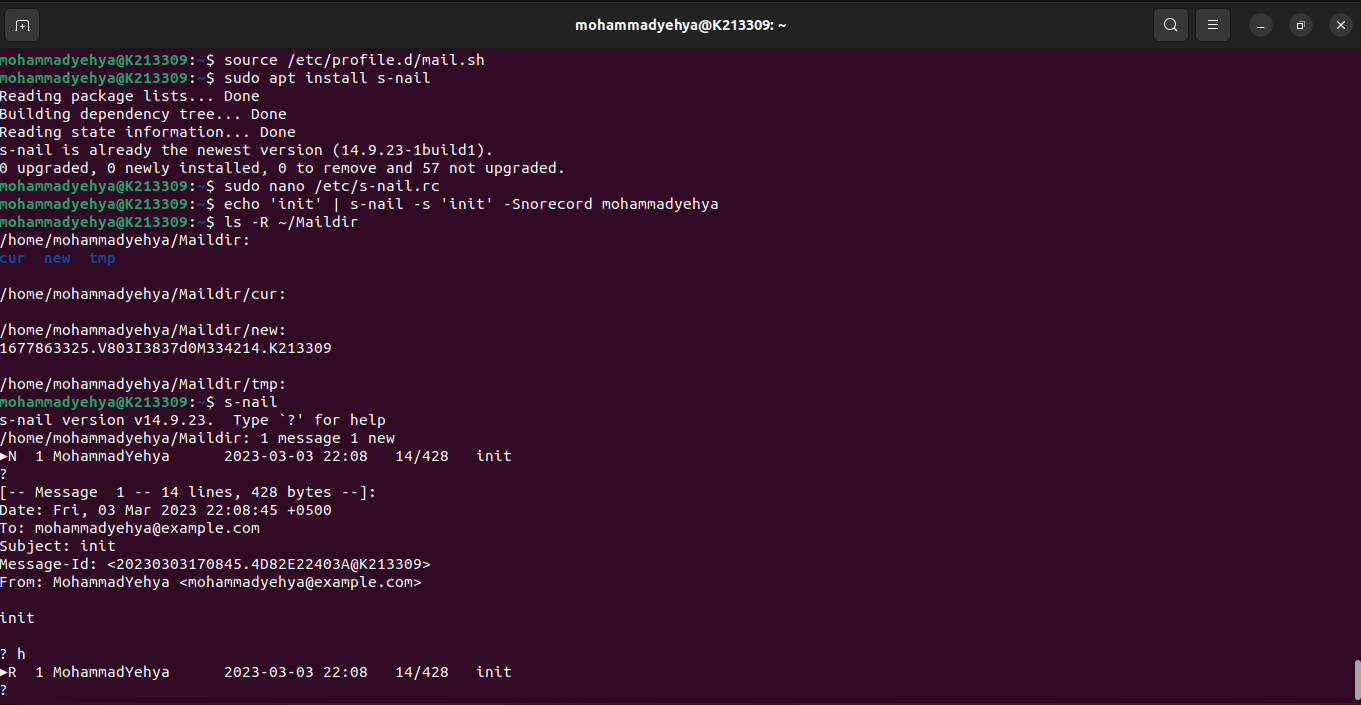 mohammadyehya@K213309: ~
mohammadyehya@K213309:~$ source /etc/profile.d/mail.sh
mohammadyehya@K213309:~$ sudo apt install s-nail
Reading package lists... Done
Building dependency tree... Done
Reading state information... Done
s-nail is already the newest version (14.9.23-1build1).
0 upgraded, 0 newly installed, 0 to remove and 57 not upgraded.
mohammadyehya@K213309:~$ sudo nano /etc/s-nail.rc
mohammadyehya@K213309:~$ echo 'init' | s-nail -s 'init' -Snorecord mohammadyehya
mohammadyehya@K213309:~$ ls -R ~/Maildir
/home/mohammadyehya/Maildir:
cur  new  tmp

/home/mohammadyehya/Maildir/cur:

/home/mohammadyehya/Maildir/new:
1677863325.V803I3837d0M334214.K213309

/home/mohammadyehya/Maildir/tmp:
mohammadyehya@K213309:~$ s-nail
s-nail version v14.9.23.  Type `?' for help
/home/mohammadyehya/Maildir: 1 message 1 new
▶N  1 MohammadYehya      2023-03-03 22:08   14/428   init
?
[-- Message  1 -- 14 lines, 428 bytes --]:
Date: Fri, 03 Mar 2023 22:08:45 +0500
To: mohammadyehya@example.com
Subject: init
Message-Id: <20230303170845.4D82E22403A@K213309>
From: MohammadYehya <mohammadyehya@example.com>

init

? h
▶R  1 MohammadYehya      2023-03-03 22:08   14/428   init
?